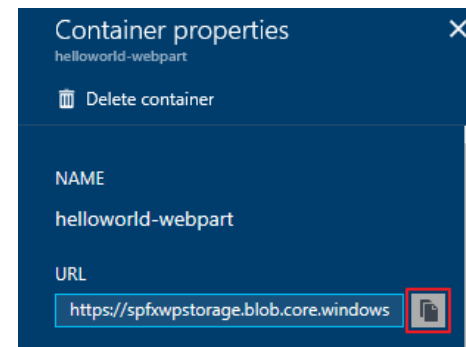 Container properties
helloworld-webpart
Delete container
NAME
helloworld-webpart
URL
https://spfxwpstorage.blob.core.windows